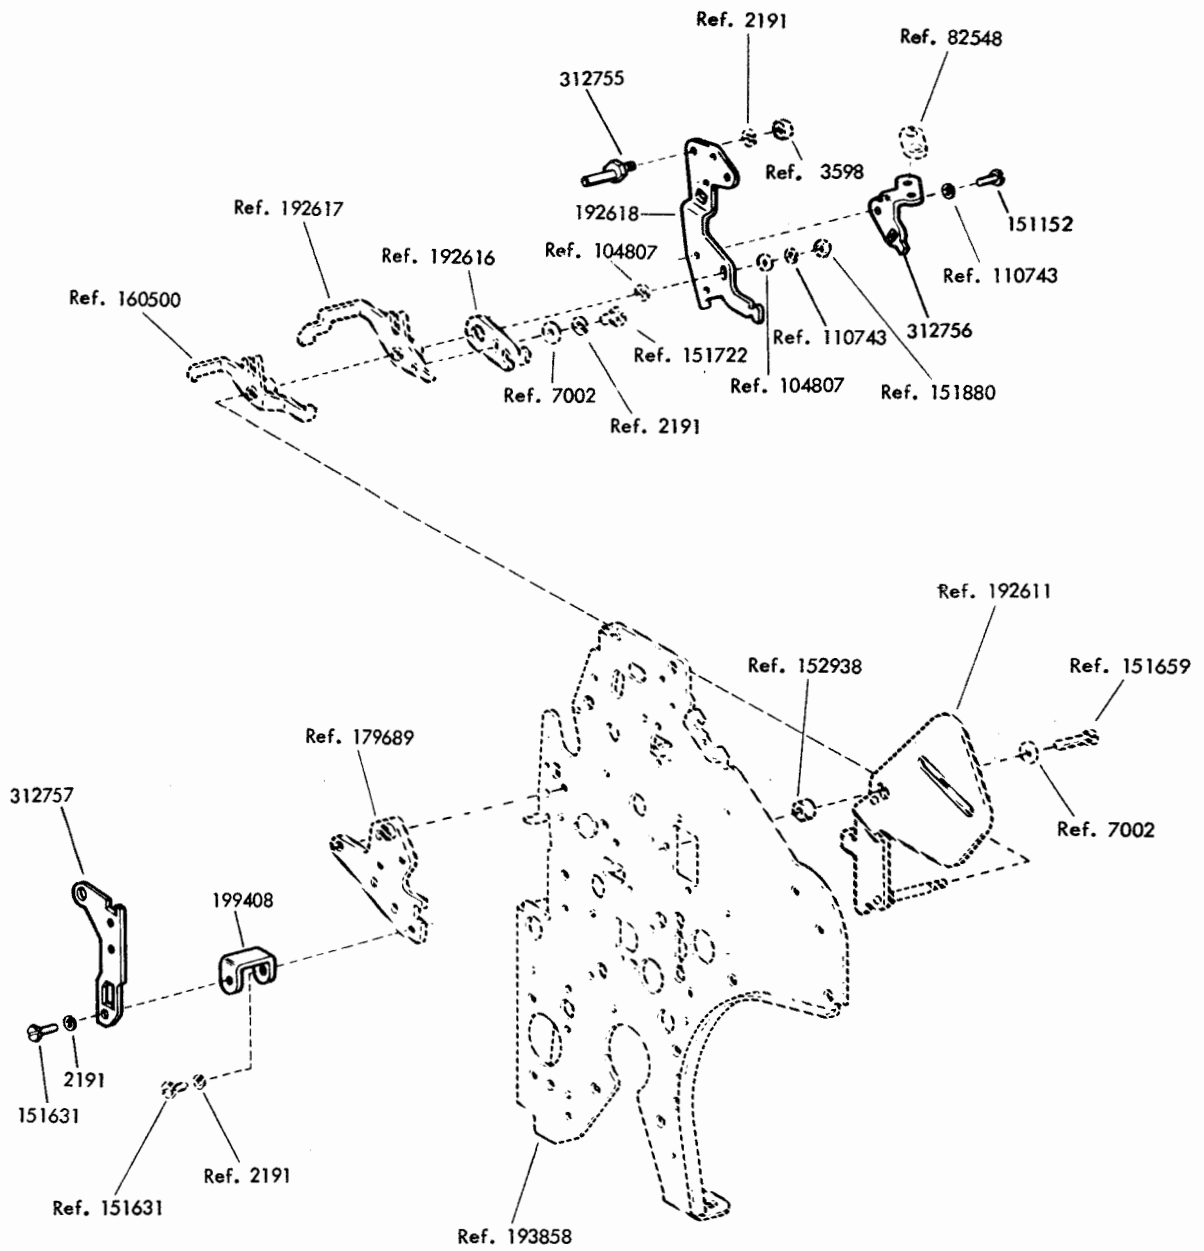 Ref. 2191
Ref. 82548
312755
Ref. 3598
Ref. 192617
192618
151152
Ref. 104807
Ref. 192616
Ref. 110743
Ref. 160500
312756
Ref. 110743
Ref. 151722
Ref. 104807
Ref. 7002
Ref. 151880
Ref. 2191
Ref. 192611
Ref. 152938
Ref. 151659
Ref. 179689
312757
Ref. 7002
199408
2191
151631
Ref. 2191
Ref. 151631
Ref. 193858